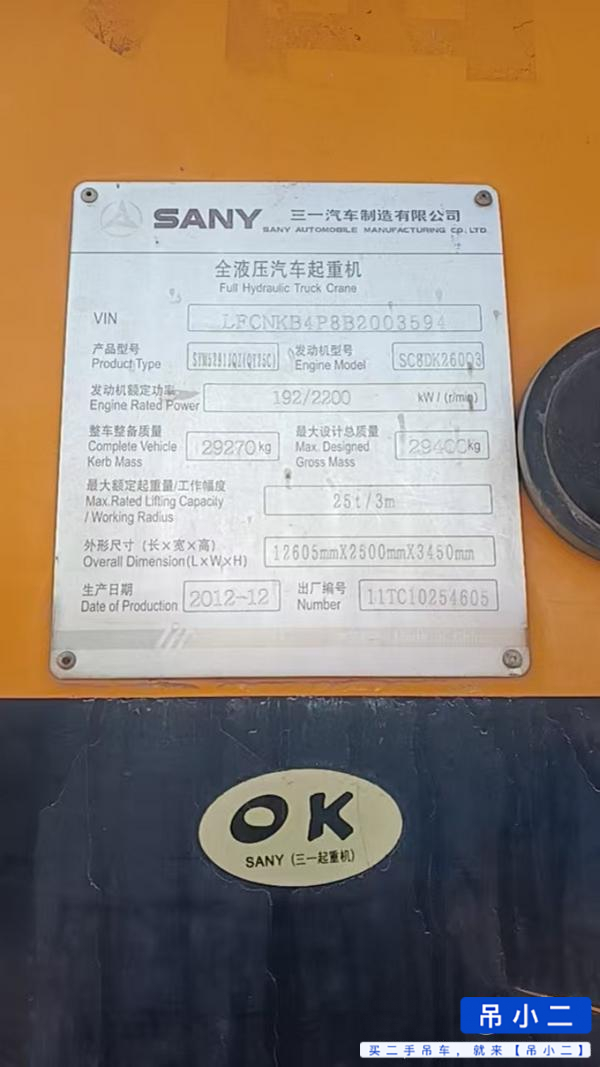 SANY 三一汽车制造有限公司
SANY AUTOMOBILE MANUFACTURING CO.,LTD.
全液压汽车起重机
Full Hydraulic Truck Crane
VIN LFCNKB4P8B2003594
产品型号 SYM5291JQZ(QY25C) 发动机型号 SC8DK260Q3
Product Type Engine Model
发动机额定功率 192/2200 kW / (r/min)
Engine Rated Power
整车整备质量 29270kg 最大设计总质量 29400kg
Complete Vehicle Max. Designed
Kerb Mass Gross Mass
最大额定起重量/工作幅度
Max.Rated Lifting Capacity 25t/3m
/ Working Radius
外形尺寸 (长×宽×高) 12605mmX2500mmX3450mm
Overall Dimension(L×W×H)
生产日期 2012-12 出厂编号 11TC10254605
Date of Production Number
OK
SANY (三一起重机)
吊小二
买二手吊车，就来【吊小二】